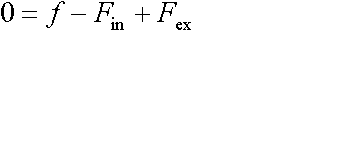 0 = f − F_in + F_ex